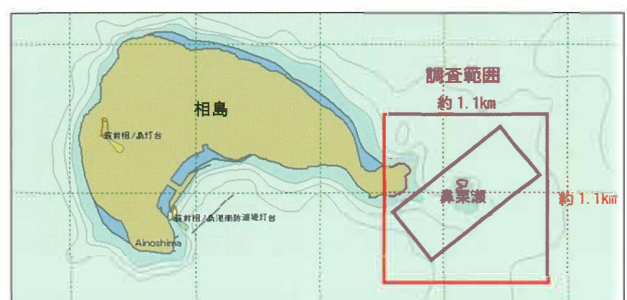 調査範囲
約1.1km
相島
筑前相ノ島灯台
鼻栗瀬
約1.1km
筑前相ノ島港南防波堤灯台
Ainoshima